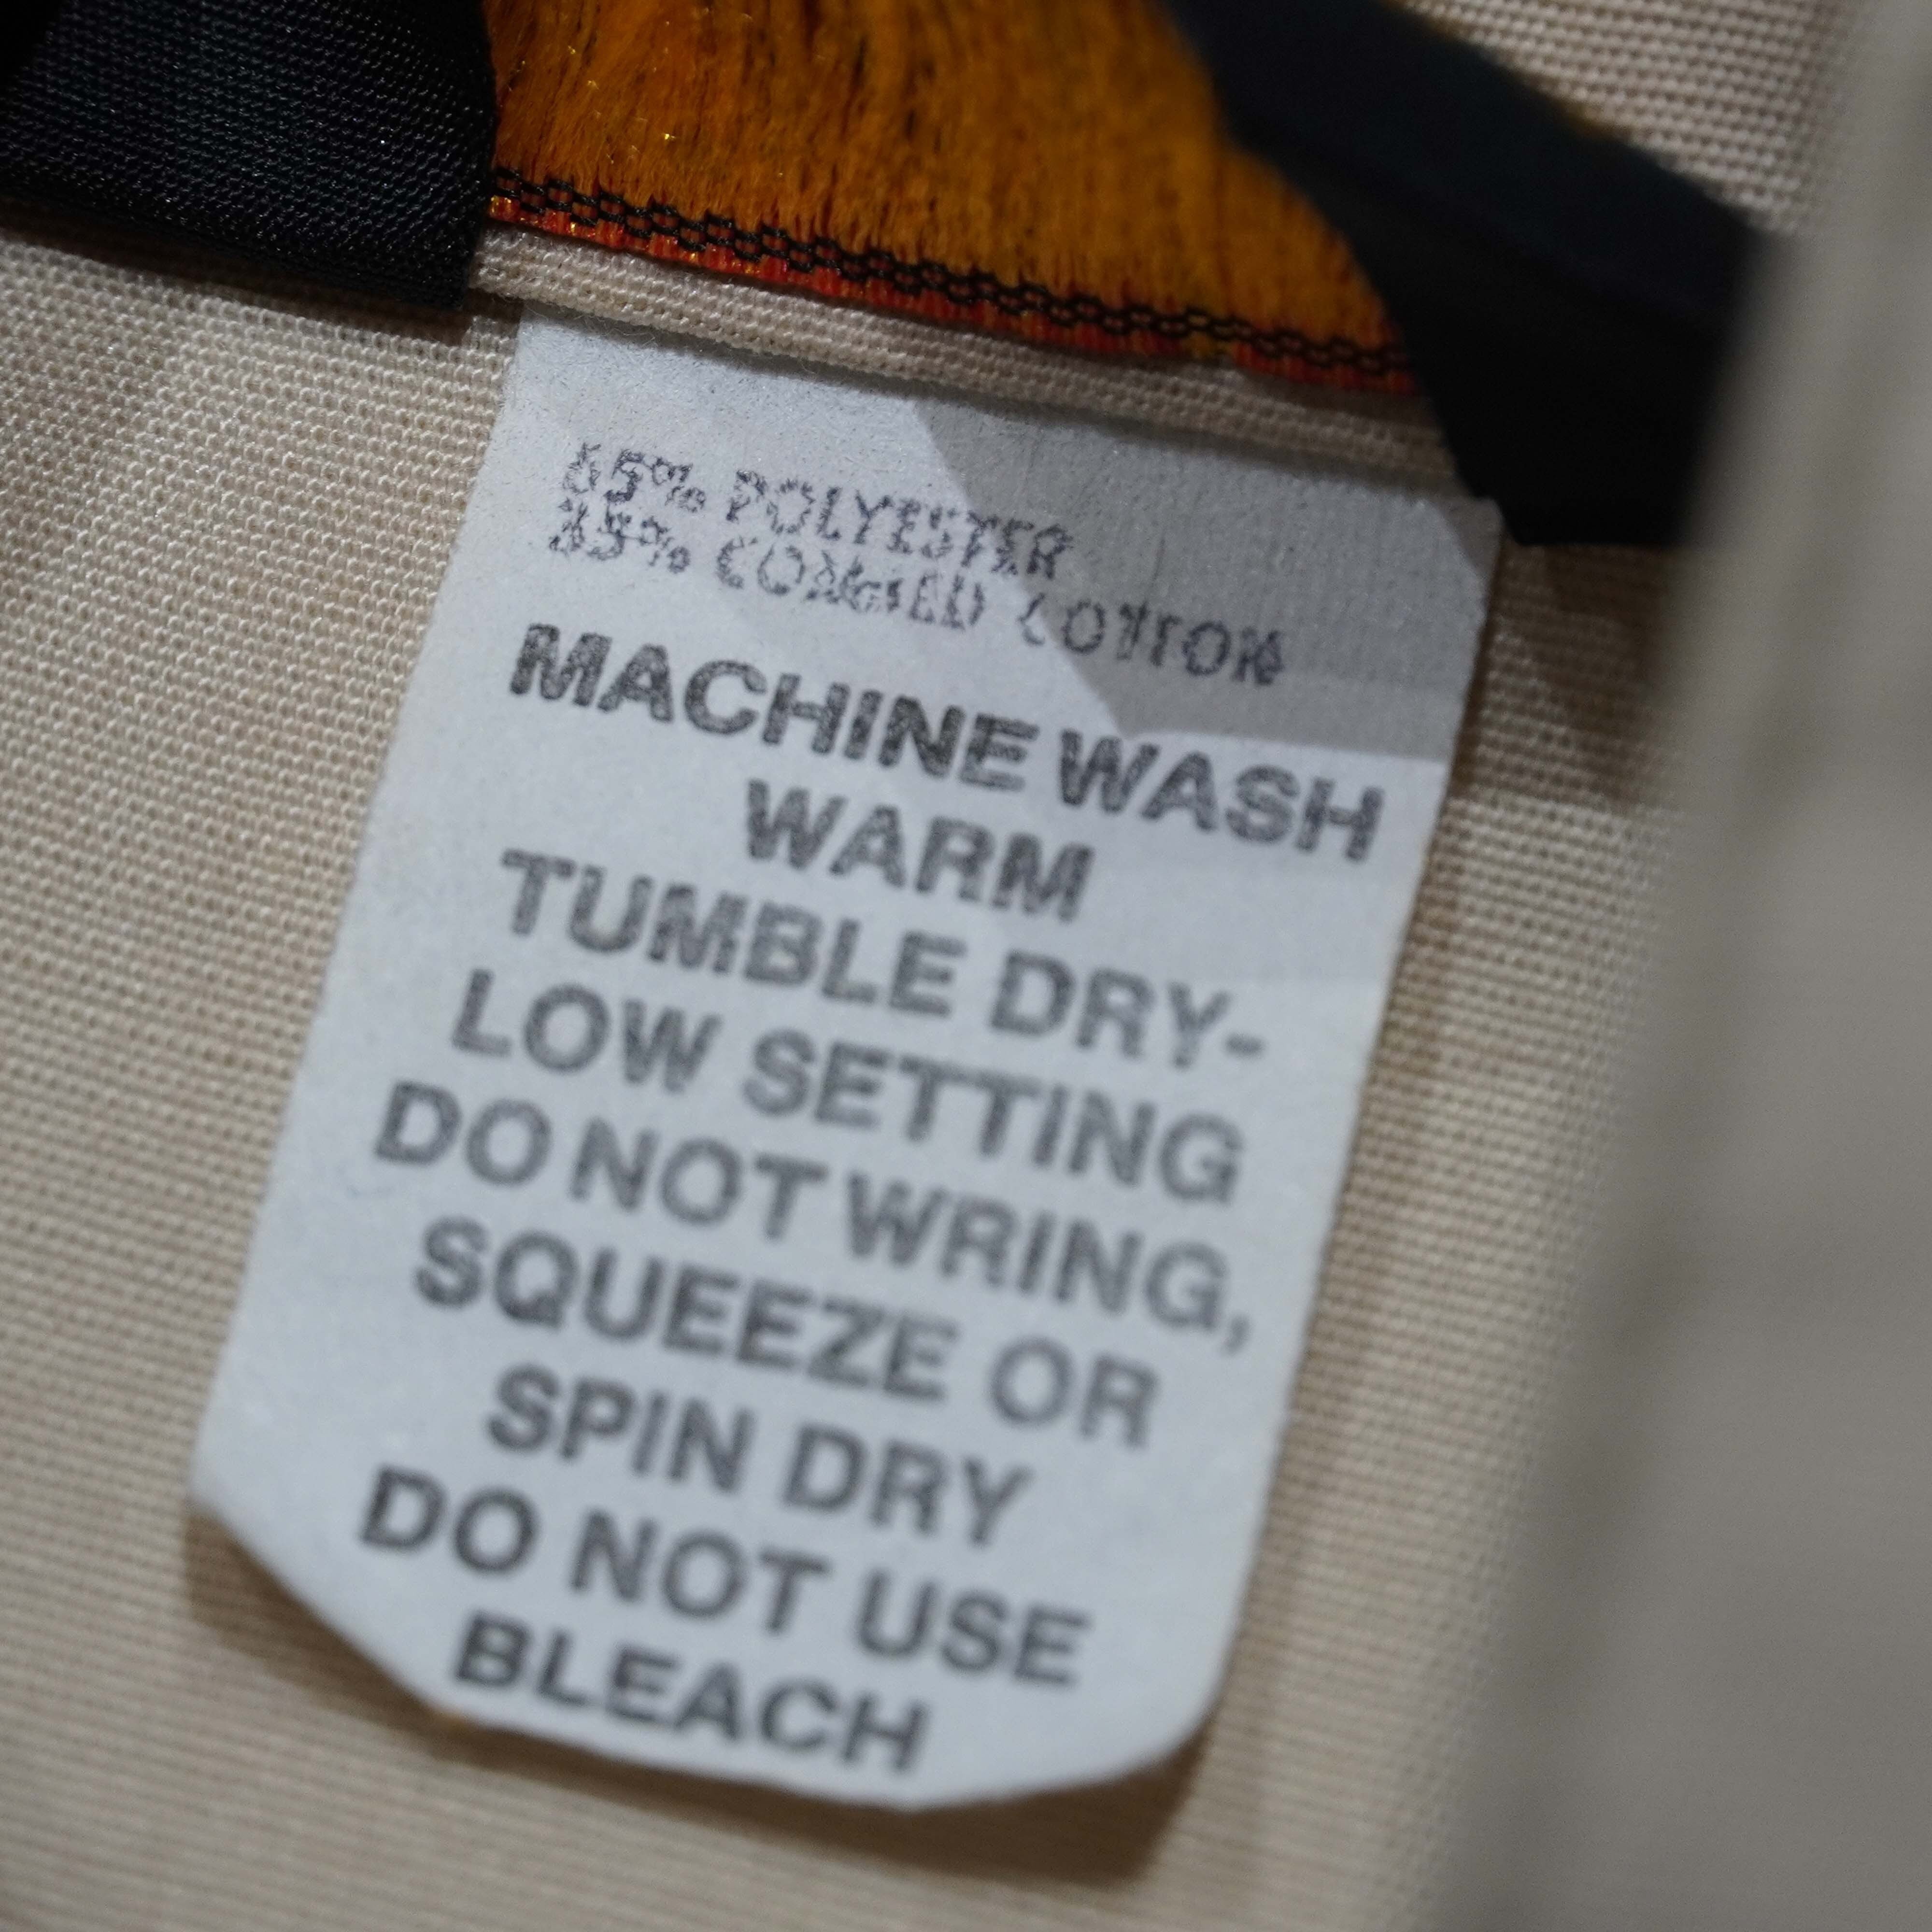 65% POLYESTER
35% COMBED COTTON
MACHINE WASH
WARM
TUMBLE DRY-
LOW SETTING
DO NOT WRING,
SQUEEZE OR
SPIN DRY
DO NOT USE
BLEACH